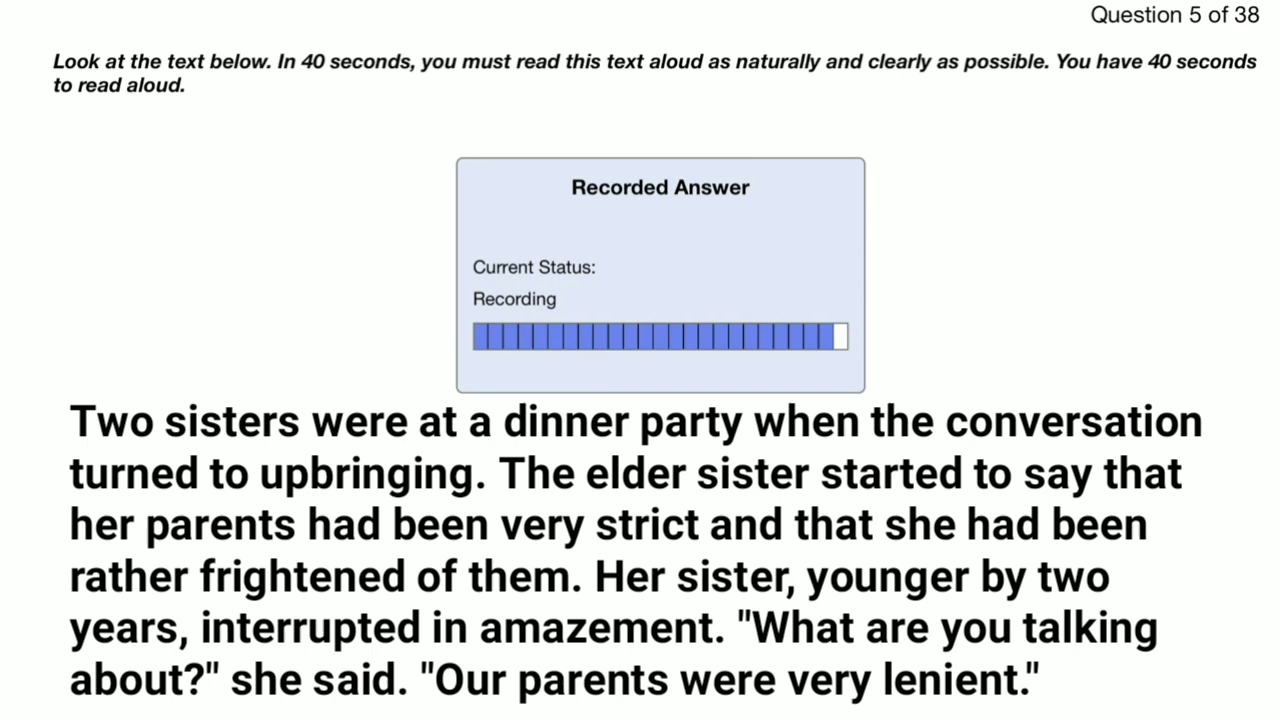 Question 5 of 38
Look at the text below. In 40 seconds, you must read this text aloud as naturally and clearly as possible. You have 40 seconds
to read aloud.
Recorded Answer
Current Status:
Recording
Two sisters were at a dinner party when the conversation
turned to upbringing. The elder sister started to say that
her parents had been very strict and that she had been
rather frightened of them. Her sister, younger by two
years, interrupted in amazement. "What are you talking
about?" she said. "Our parents were very lenient."